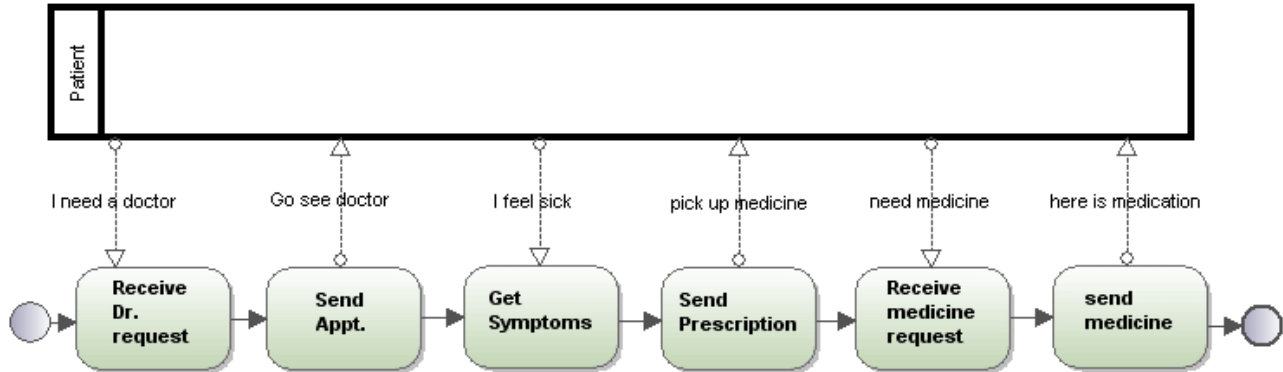 Patient
I need a doctor
Go see doctor
I feel sick
pick up medicine
need medicine
here is medication
Receive
Dr.
request
Send
Appt.
Get
Symptoms
Send
Prescription
Receive
medicine
request
send
medicine